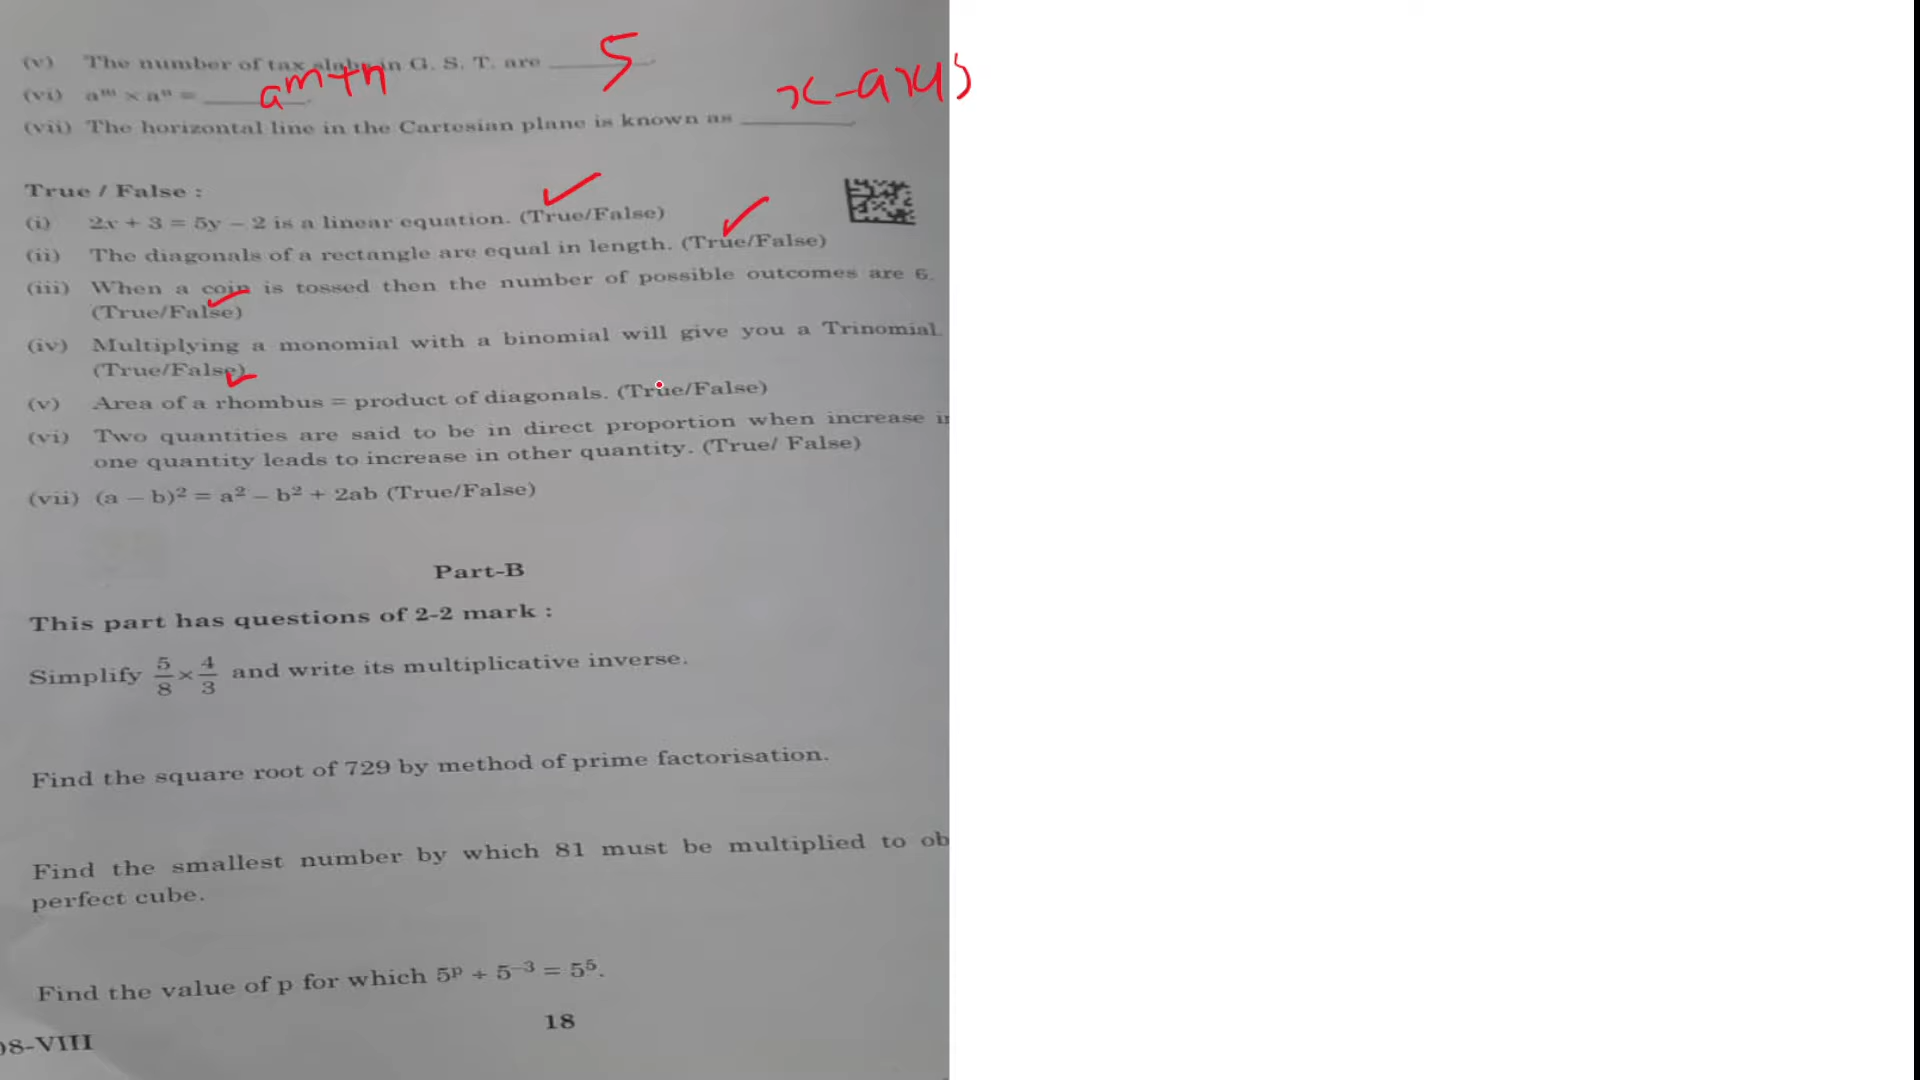 (v) The number of tax slabs in G. S. T. are ______. 5
(vi) aᵐ × aⁿ = ______. a^m+n
(vii) The horizontal line in the Cartesian plane is known as ______. x-axis
True / False :
(i) 2x + 3 = 5y – 2 is a linear equation. (True/False) ✓
(ii) The diagonals of a rectangle are equal in length. (True/False) ✓
(iii) When a coin is tossed then the number of possible outcomes are 6.
(True/False) ✓
(iv) Multiplying a monomial with a binomial will give you a Trinomial.
(True/False) ✓
(v) Area of a rhombus = product of diagonals. (True/False)
(vi) Two quantities are said to be in direct proportion when increase in
one quantity leads to increase in other quantity. (True/ False)
(vii) (a – b)² = a² – b² + 2ab (True/False)
Part-B
This part has questions of 2-2 mark :
Simplify 5/8 × 4/3 and write its multiplicative inverse.
Find the square root of 729 by method of prime factorisation.
Find the smallest number by which 81 must be multiplied to ob
perfect cube.
Find the value of p for which 5ᵖ ÷ 5⁻³ = 5⁵.
18
08-VIII